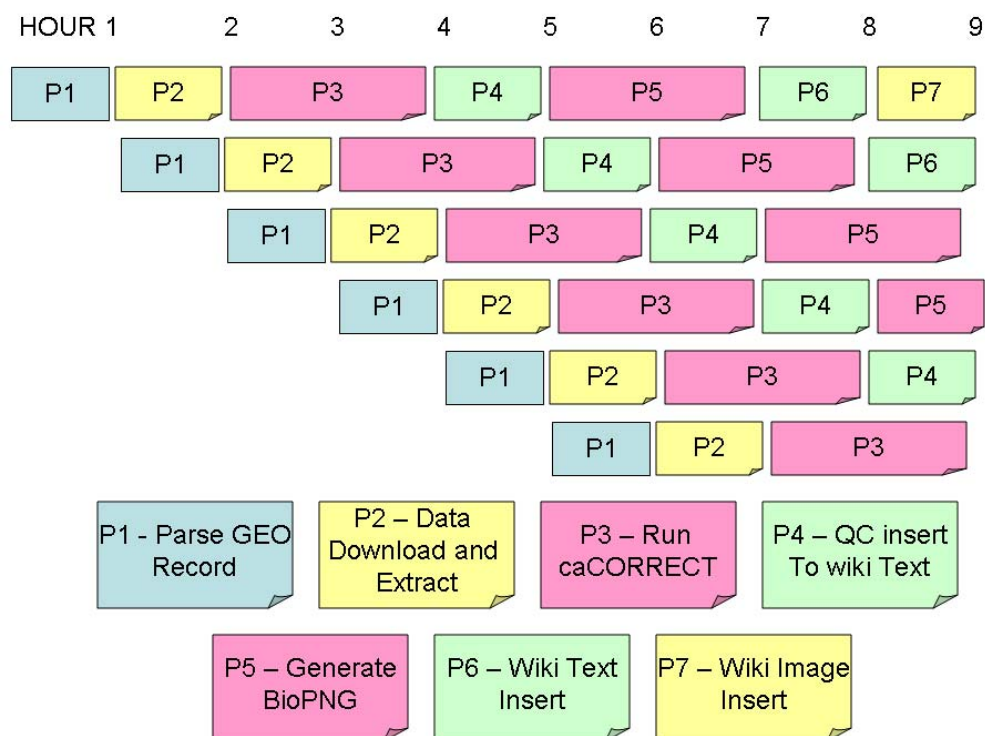 HOUR 1 2 3 4 5 6 7 8 9
P1 P2 P3 P4 P5 P6 P7
P1 P2 P3 P4 P5 P6
P1 P2 P3 P4 P5
P1 P2 P3 P4 P5
P1 P2 P3 P4
P1 P2 P3
P1 - Parse GEO
Record
P2 – Data
Download and
Extract
P3 – Run
caCORRECT
P4 – QC insert
To wiki Text
P5 – Generate
BioPNG
P6 – Wiki Text
Insert
P7 – Wiki Image
Insert